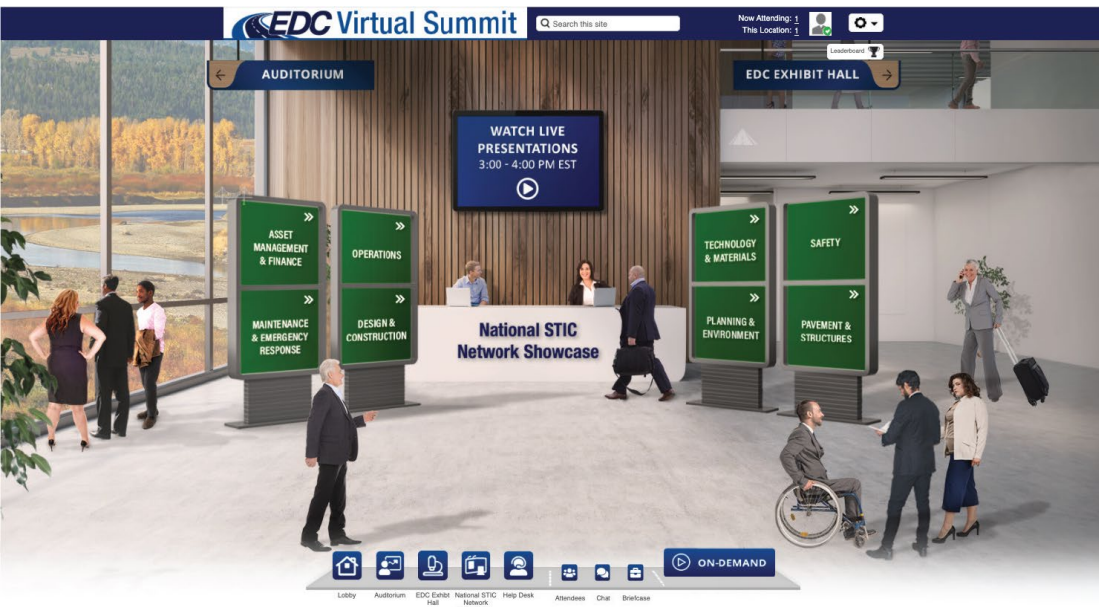 EDC Virtual Summit
Search this site
Now Attending: 1
This Location: 1
Leaderboard
AUDITORIUM
EDC EXHIBIT HALL
WATCH LIVE
PRESENTATIONS
3:00 - 4:00 PM EST
ASSET
MANAGEMENT
& FINANCE
OPERATIONS
MAINTENANCE
& EMERGENCY
RESPONSE
DESIGN &
CONSTRUCTION
National STIC
Network Showcase
TECHNOLOGY
& MATERIALS
SAFETY
PLANNING &
ENVIRONMENT
PAVEMENT &
STRUCTURES
ON-DEMAND
Lobby
Auditorium
EDC Exhbt
Hall
National STIC
Network
Help Desk
Attendees
Chat
Briefcase